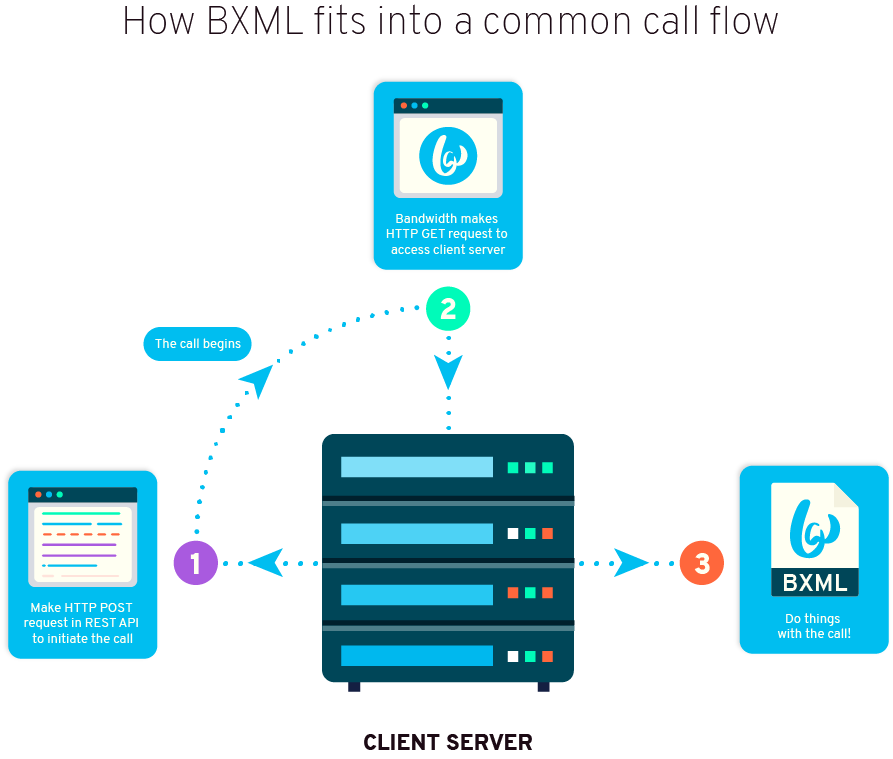 How BXML fits into a common call flow
Bandwidth makes
HTTP GET request to
access client server
2
The call begins
1
Make HTTP POST
request in REST API
to initiate the call
3
BXML
Do things
with the call!
CLIENT SERVER